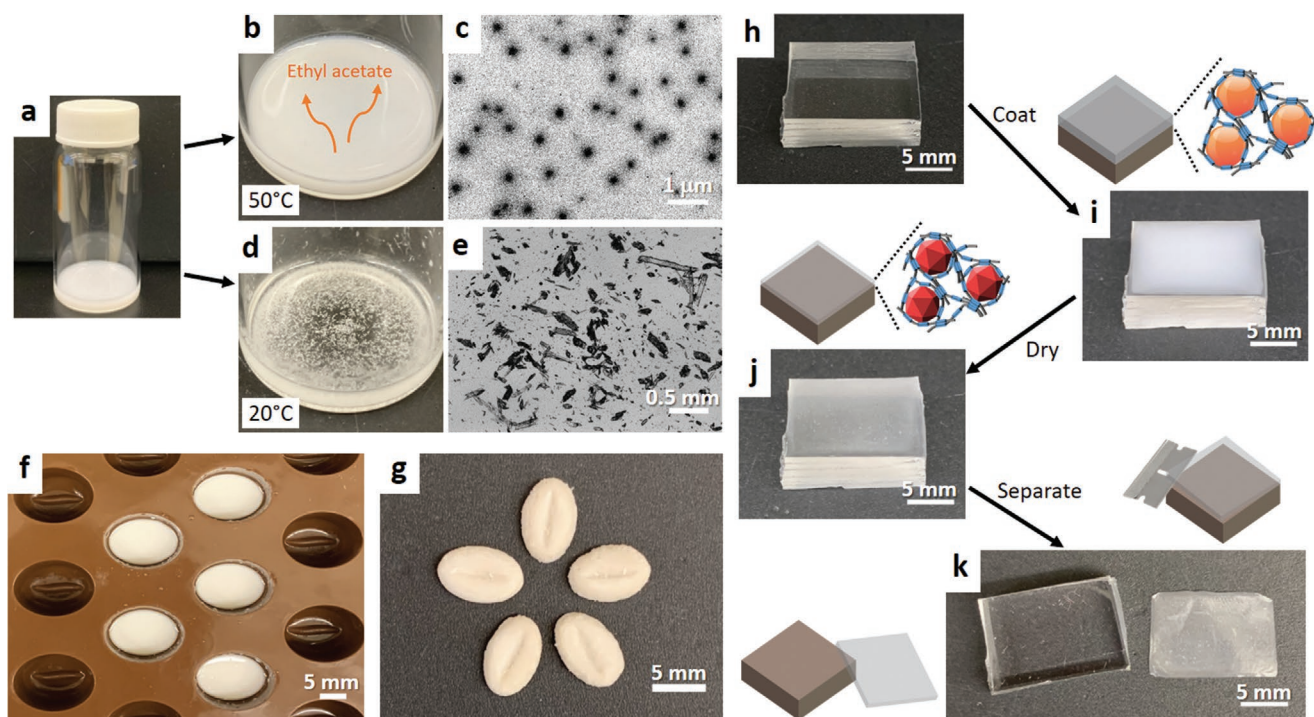 a
b
Ethyl acetate
50°C
c
1 μm
d
20°C
e
0.5 mm
f
5 mm
g
5 mm
h
5 mm
Coat
i
5 mm
Dry
j
5 mm
Separate
k
5 mm